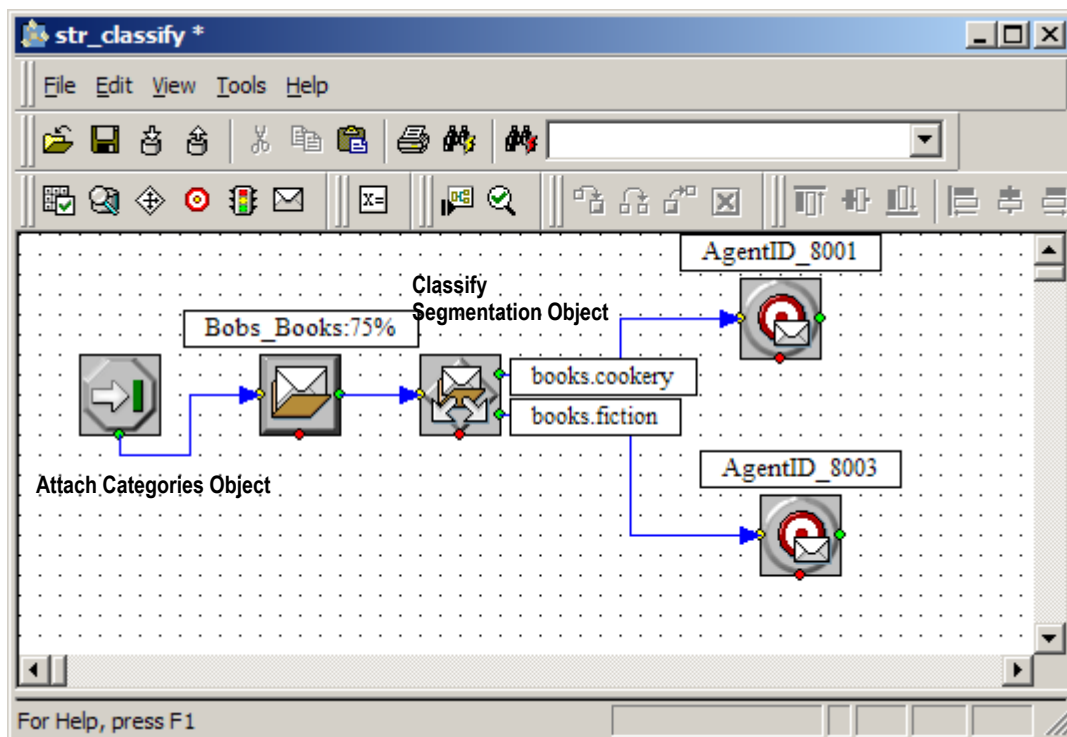 str_classify *
File Edit View Tools Help
X=
AgentID_8001
Classify
Segmentation Object
Bobs_Books:75%
books.cookery
books.fiction
AgentID_8003
Attach Categories Object
For Help, press F1